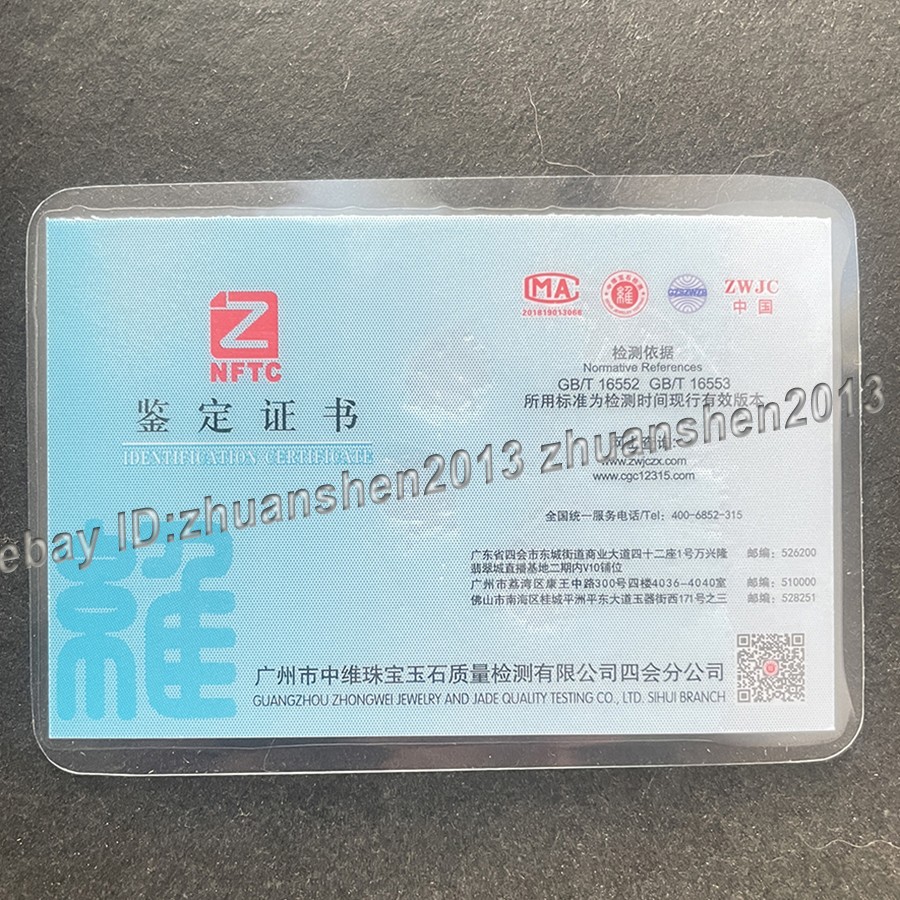 NFTC
鉴定证书
IDENTIFICATION CERTIFICATE
MA
201819013068
ZWJC
中国
检测依据
Normative References
GB/T 16552 GB/T 16553
所用标准为检测时间现行有效版本
www.zwjczx.com
www.cgc12315.com
ebay ID:zhuanshen2013 zhuanshen2013
全国统一服务电话/Tel: 400-6852-315
广东省四会市东城街道商业大道四十二座1号万兴隆 邮编: 526200
翡翠城直播基地二期内V10铺位
广州市荔湾区康王中路300号四楼4036-4040室 邮编: 510000
佛山市南海区桂城平洲平东大道玉器街西171号之三 邮编: 528251
广州市中维珠宝玉石质量检测有限公司四会分公司
GUANGZHOU ZHONGWEI JEWELRY AND JADE QUALITY TESTING CO., LTD. SIHUI BRANCH